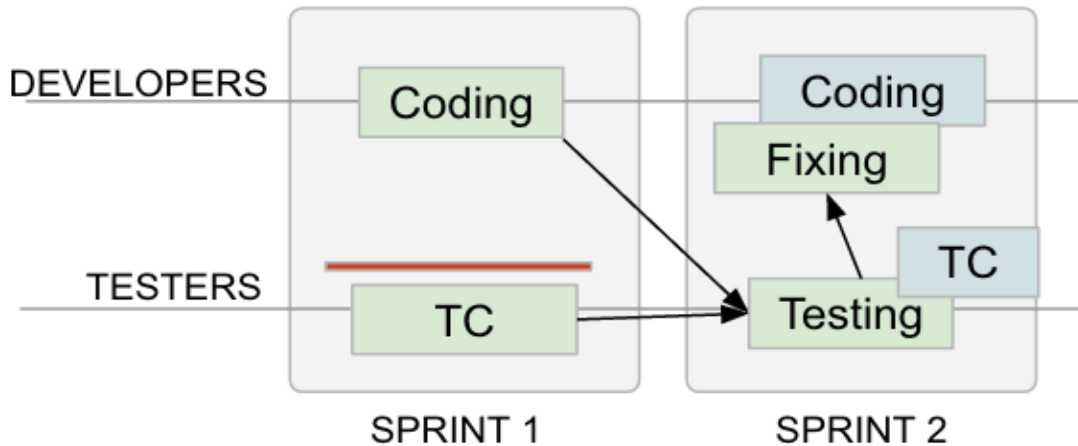 DEVELOPERS
Coding
Coding
Fixing
TC
TESTERS
TC
Testing
SPRINT 1
SPRINT 2